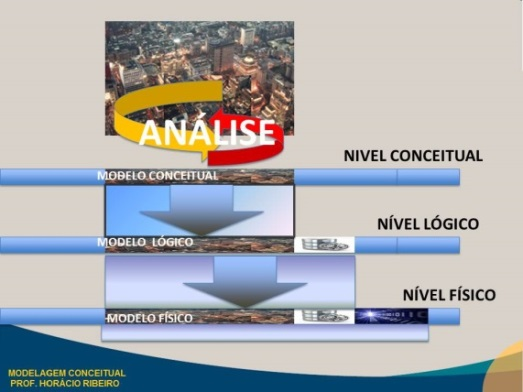 ANÁLISE
NIVEL CONCEITUAL
MODELO CONCEITUAL
NÍVEL LÓGICO
MODELO LÓGICO
NÍVEL FÍSICO
MODELO FÍSICO
MODELAGEM CONCEITUAL
PROF. HORÁCIO RIBEIRO